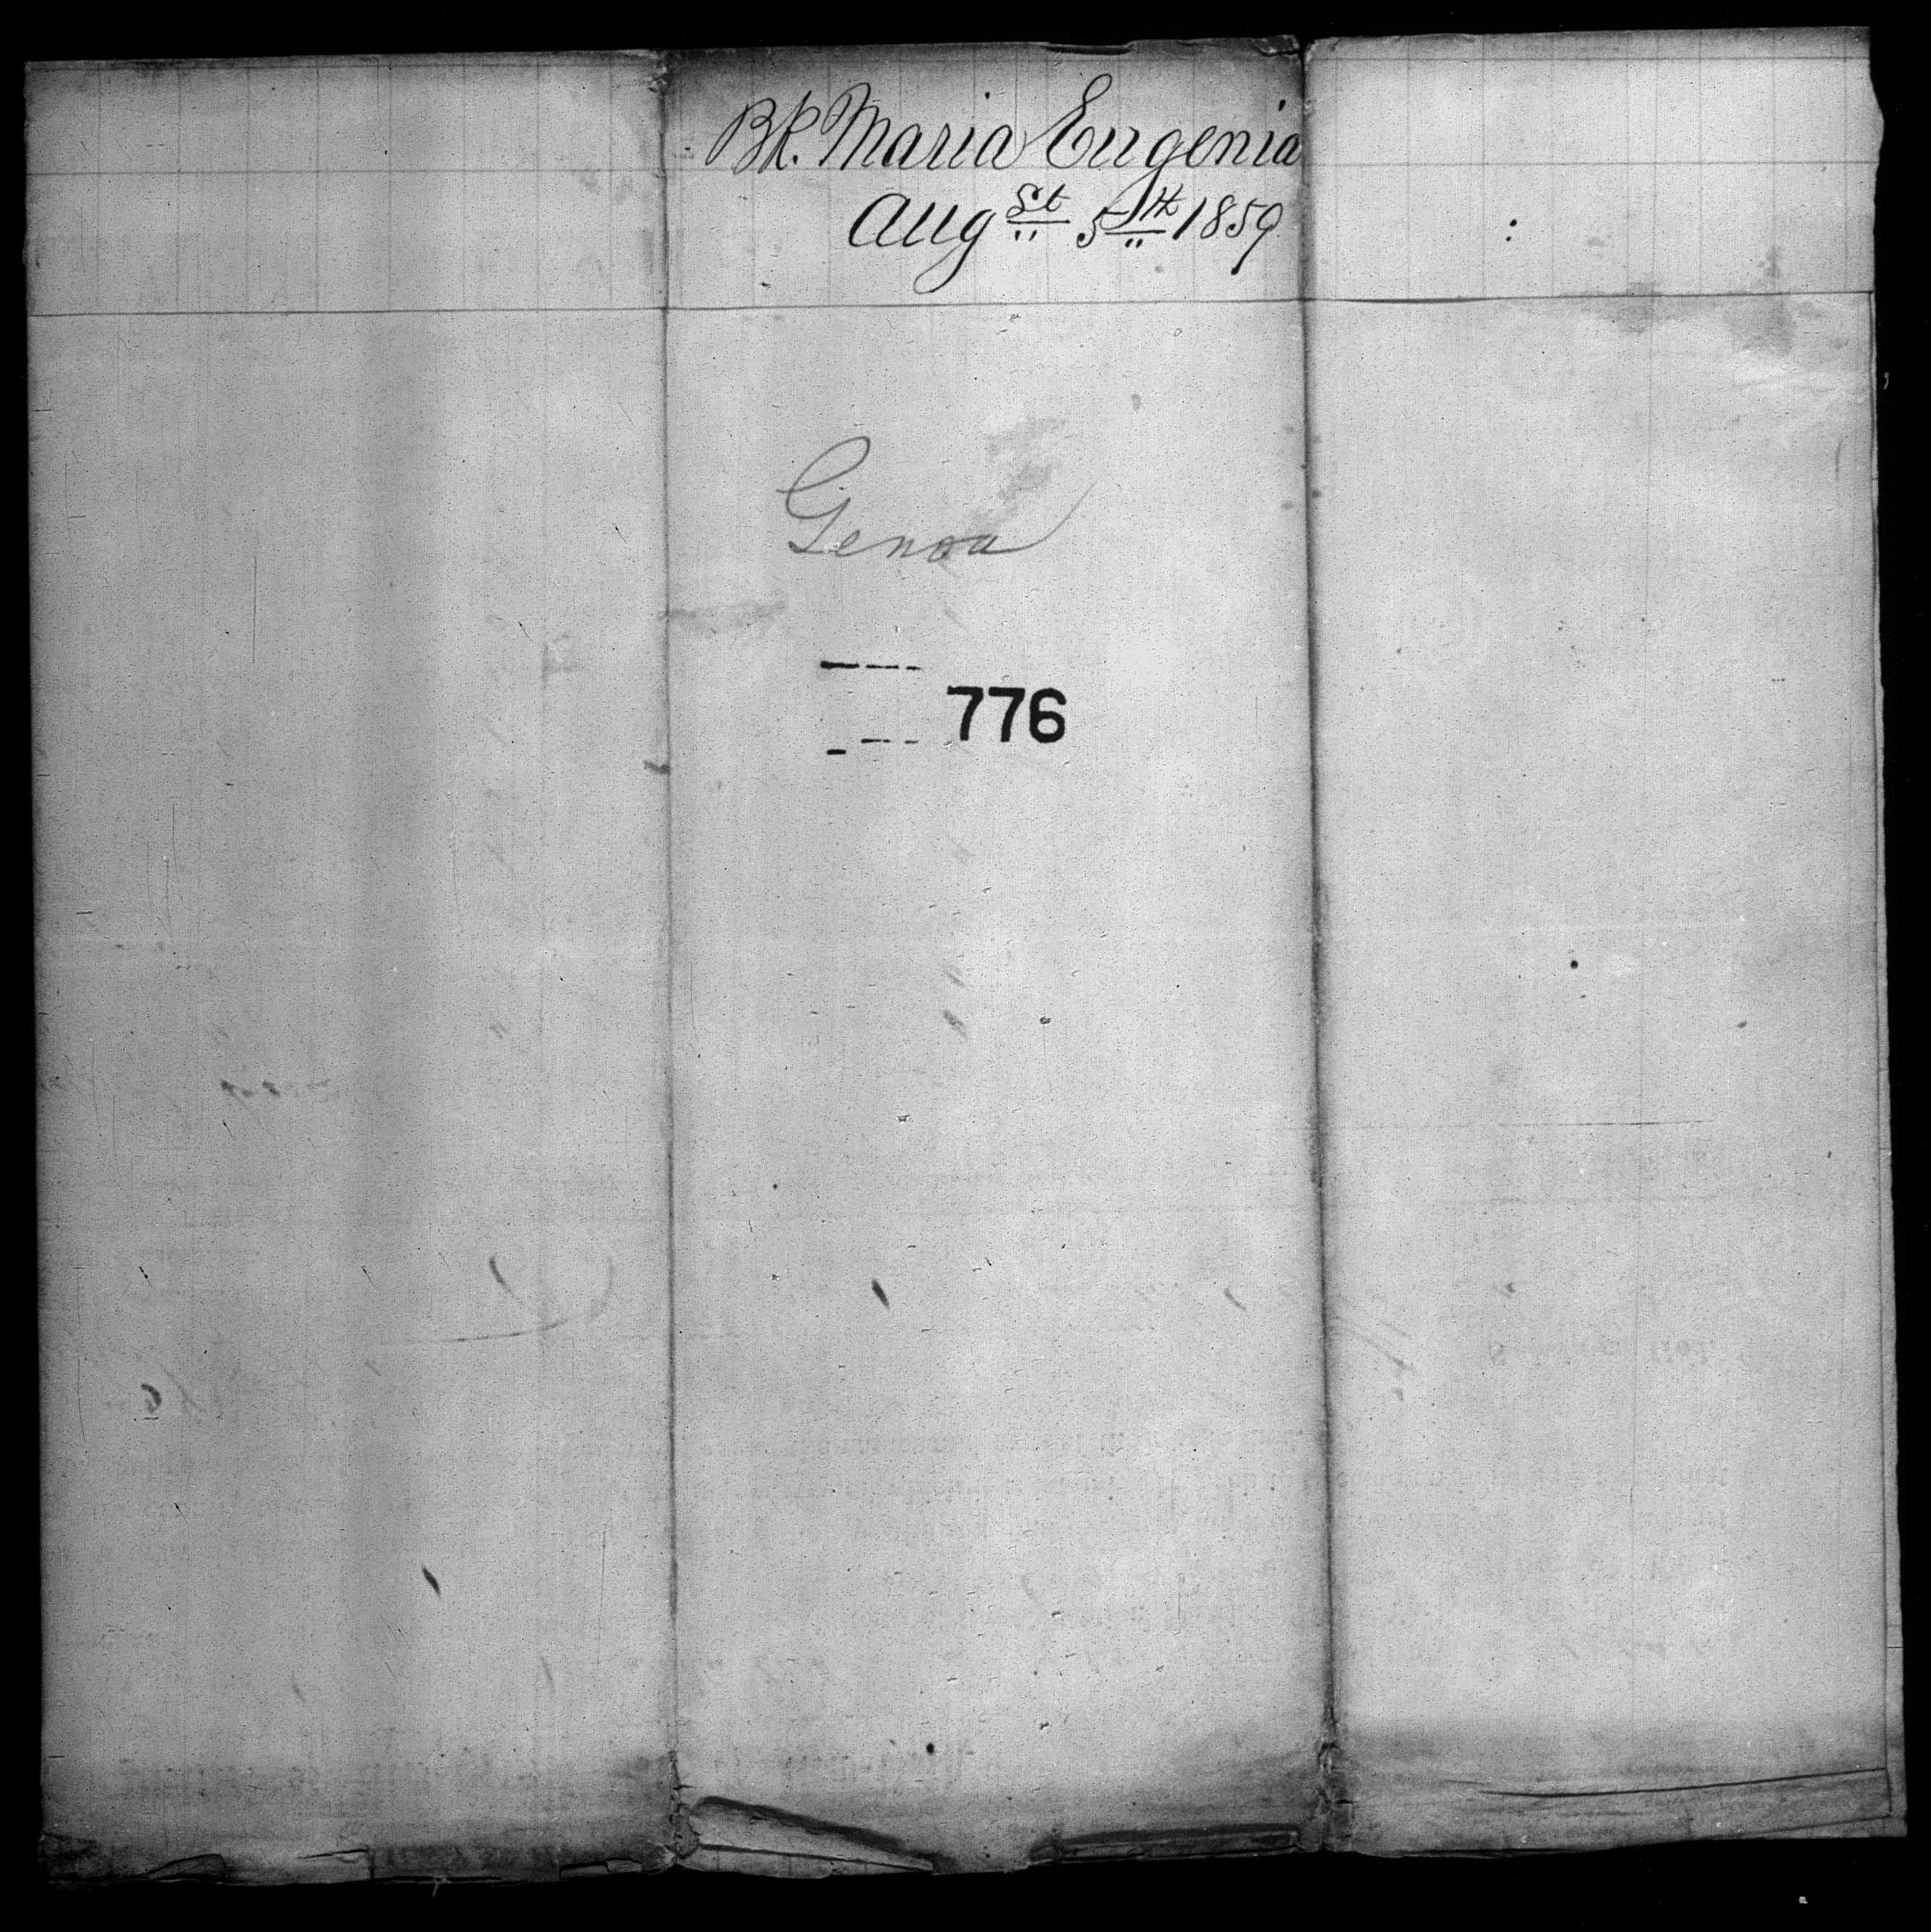 Bk. Maria Eugenia
Augst 5th 1859
Genoa
776